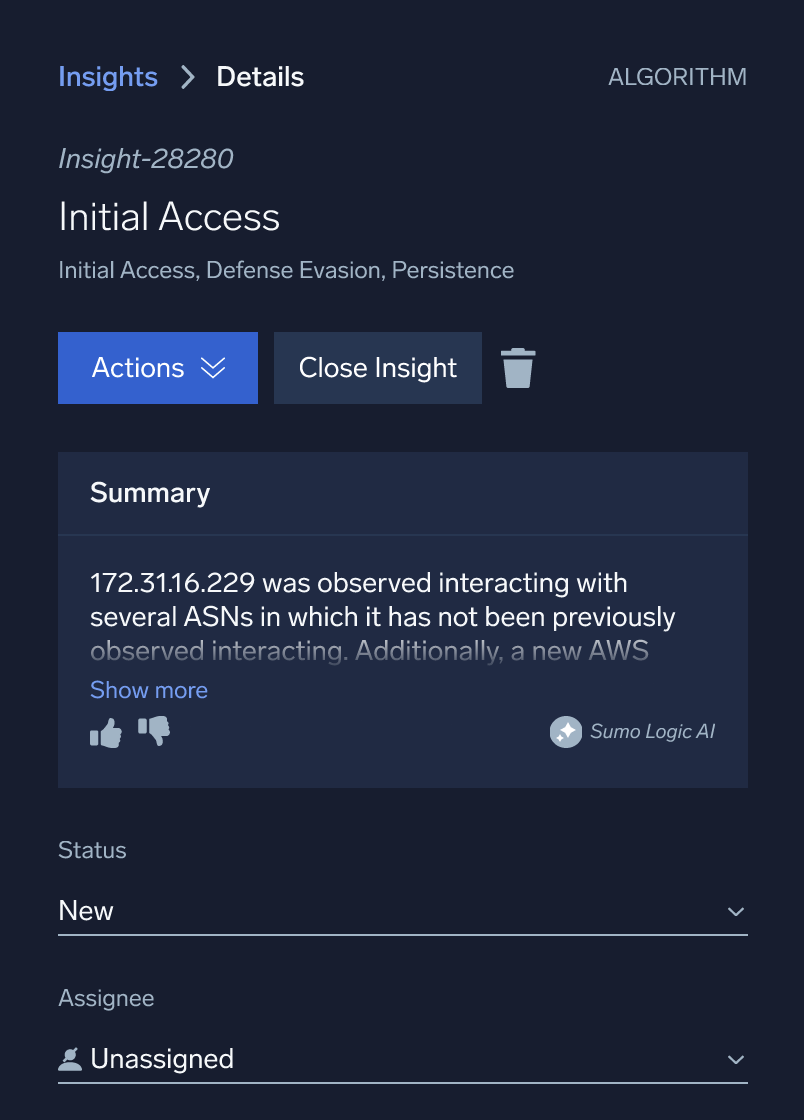 Insights > Details ALGORITHM
Insight-28280
Initial Access
Initial Access, Defense Evasion, Persistence
Actions Close Insight
Summary
172.31.16.229 was observed interacting with
several ASNs in which it has not been previously
observed interacting. Additionally, a new AWS
Show more
Sumo Logic AI
Status
New
Assignee
Unassigned